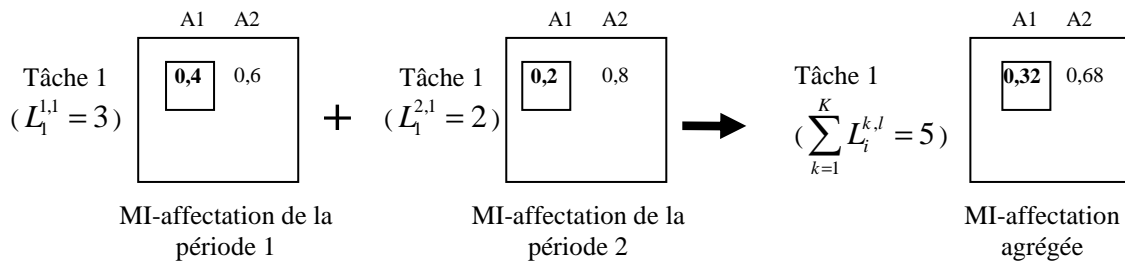 A1 A2 A1 A2 A1 A2
Tâche 1 0,4 0,6 Tâche 1 0,2 0,8 Tâche 1 0,32 0,68
( $L_1^{1,1} = 3$ ) + ( $L_1^{2,1} = 2$ ) ( $\sum_{k=1}^{K} L_i^{k,l} = 5$ )
MI-affectation de la MI-affectation de la MI-affectation
période 1 période 2 agrégée